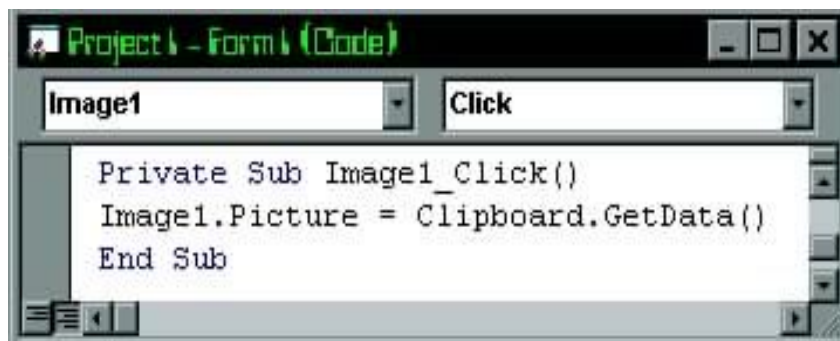 Project1 - Form1 (Code)
Image1 Click
Private Sub Image1_Click()
Image1.Picture = Clipboard.GetData()
End Sub